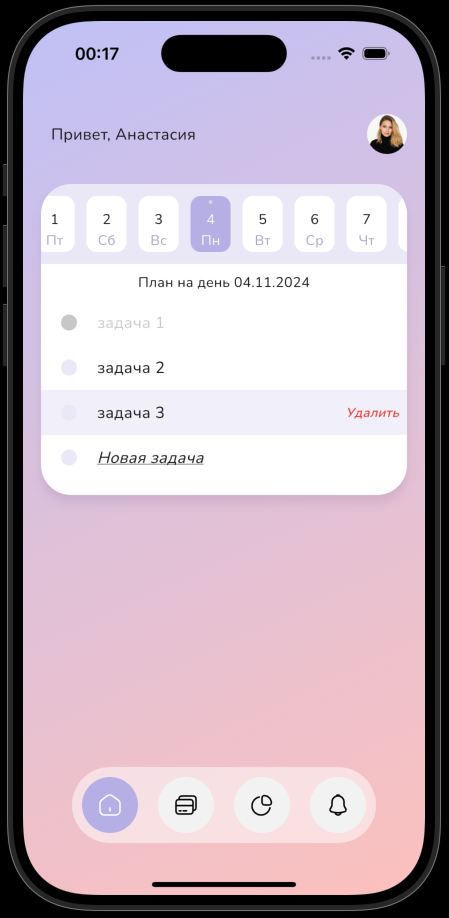 00:17
Привет, Анастасия
1 2 3 4 5 6 7
Пт Сб Вс Пн Вт Ср Чт
План на день 04.11.2024
задача 1
задача 2
задача 3 Удалить
Новая задача